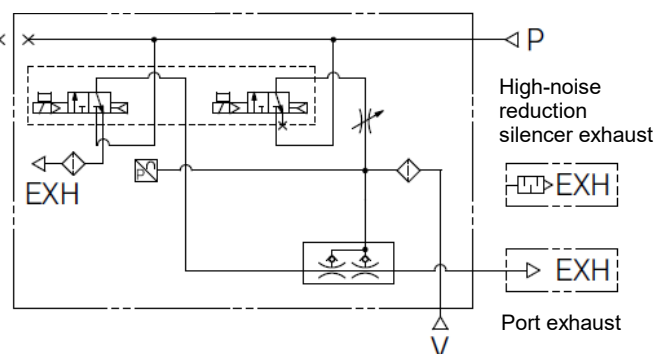 P
High-noise
reduction
silencer exhaust
EXH
P
EXH
EXH
Port exhaust
V